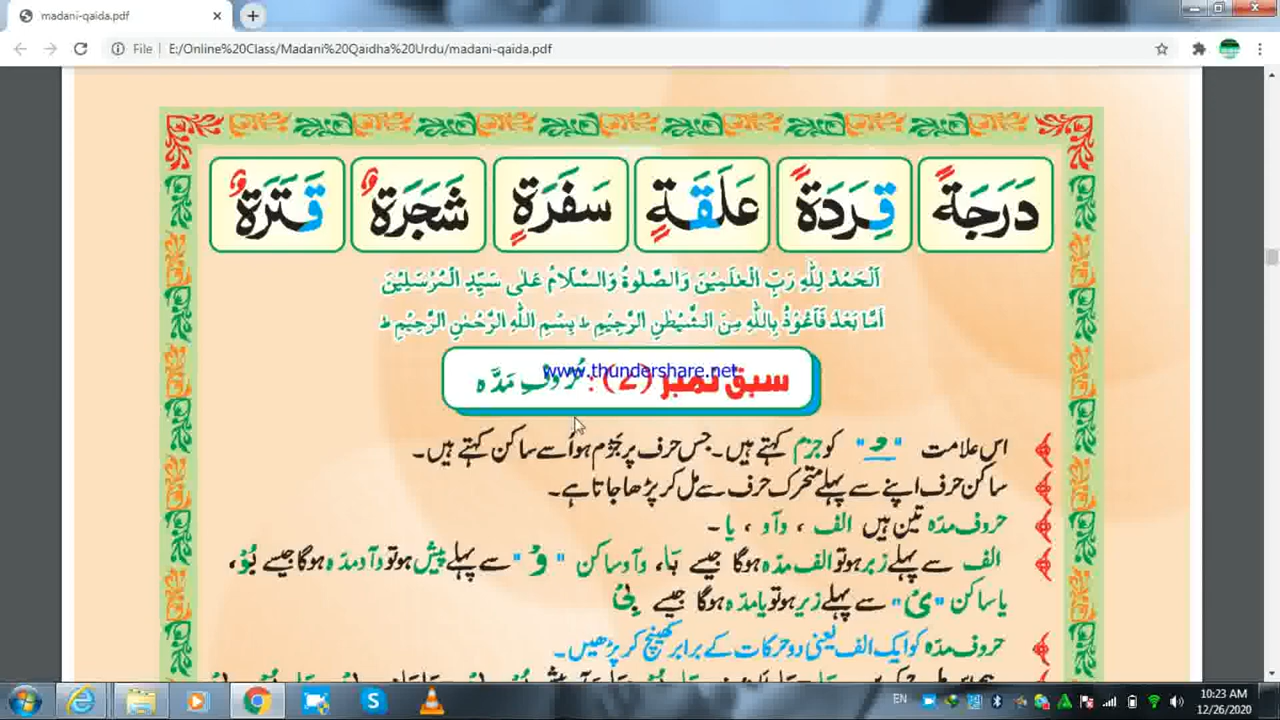 madani-qaida.pdf
File | E:/Online%20Class/Madani%20Qaidha%20Urdu/madani-qaida.pdf
دَرَجَةً قِرَدَةً عَلَقَةٍ سَفَرَةٍ شَجَرَةٌ قَتَرَةٌ
اَلْحَمْدُ لِلّٰهِ رَبِّ الْعٰلَمِیْنَ وَالصَّلٰوةُ وَالسَّلَامُ عَلٰی سَیِّدِ الْمُرْسَلِیْنَ
اَمَّا بَعْدُ فَاَعُوْذُ بِاللّٰهِ مِنَ الشَّیْطٰنِ الرَّجِیْمِ ط بِسْمِ اللّٰهِ الرَّحْمٰنِ الرَّحِیْمِ ط
www.thundershare.net
سبق نمبر (7) : حُرُوفِ مَدَّہ
اس علامت " ـْ " کو جزم کہتے ہیں۔ جس حرف پر جَزْم ہو اُسے ساکن کہتے ہیں۔
ساکن حرف اپنے سے پہلے متحرک حرف سے مل کر پڑھا جاتا ہے۔
حروفِ مدّہ تین ہیں الف ، واو ، یا ۔
الف سے پہلے زبر ہو تو الف مدّہ ہوگا جیسے بَا، واو ساکن " وْ " سے پہلے پیش ہو تو واو مدّہ ہوگا جیسے بُوْ،
یا ساکن "یْ" سے پہلے زیر ہو تو یا مدّہ ہوگا جیسے بِیْ
حروفِ مدّہ کو ایک الف یعنی دو حرکات کے برابر کھینچ کر پڑھیں۔
EN
10:23 AM
12/26/2020